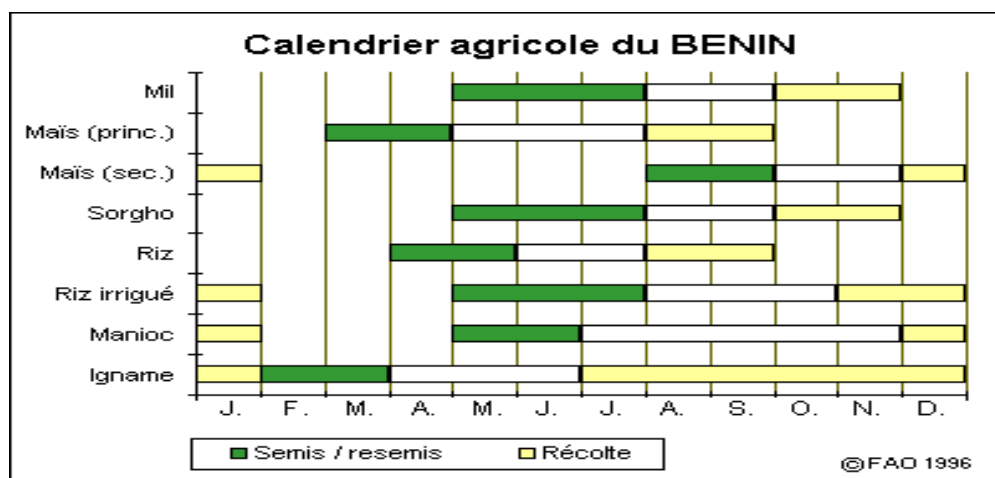 Calendrier agricole du BENIN
Mil
Maïs (princ.)
Maïs (sec.)
Sorgho
Riz
Riz irrigué
Manioc
Igname
J. F. M. A. M. J. J. A. S. O. N. D.
Semis / resemis Récolte
©FAO 1996